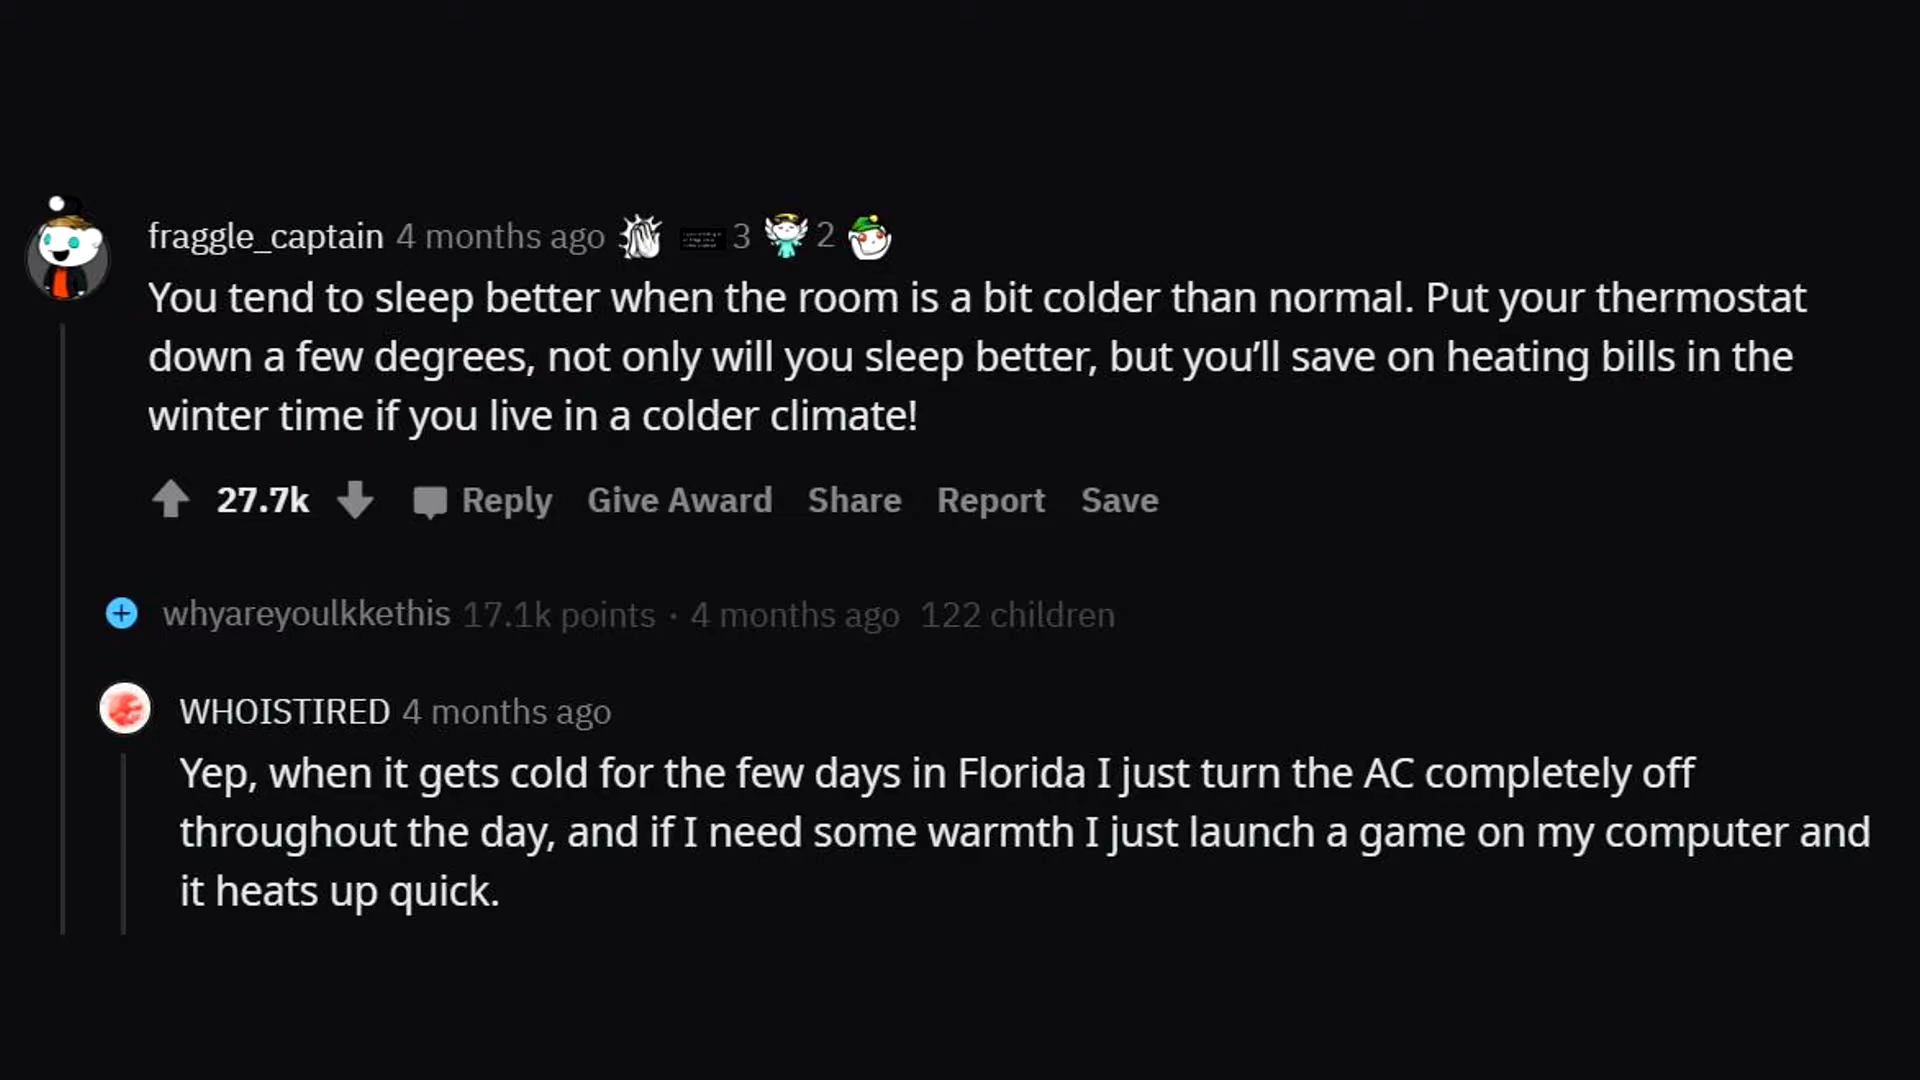 fraggle_captain 4 months ago 3 2
You tend to sleep better when the room is a bit colder than normal. Put your thermostat
down a few degrees, not only will you sleep better, but you’ll save on heating bills in the
winter time if you live in a colder climate!
27.7k Reply Give Award Share Report Save
whyareyoulkkethis 17.1k points · 4 months ago 122 children
WHOISTIRED 4 months ago
Yep, when it gets cold for the few days in Florida I just turn the AC completely off
throughout the day, and if I need some warmth I just launch a game on my computer and
it heats up quick.